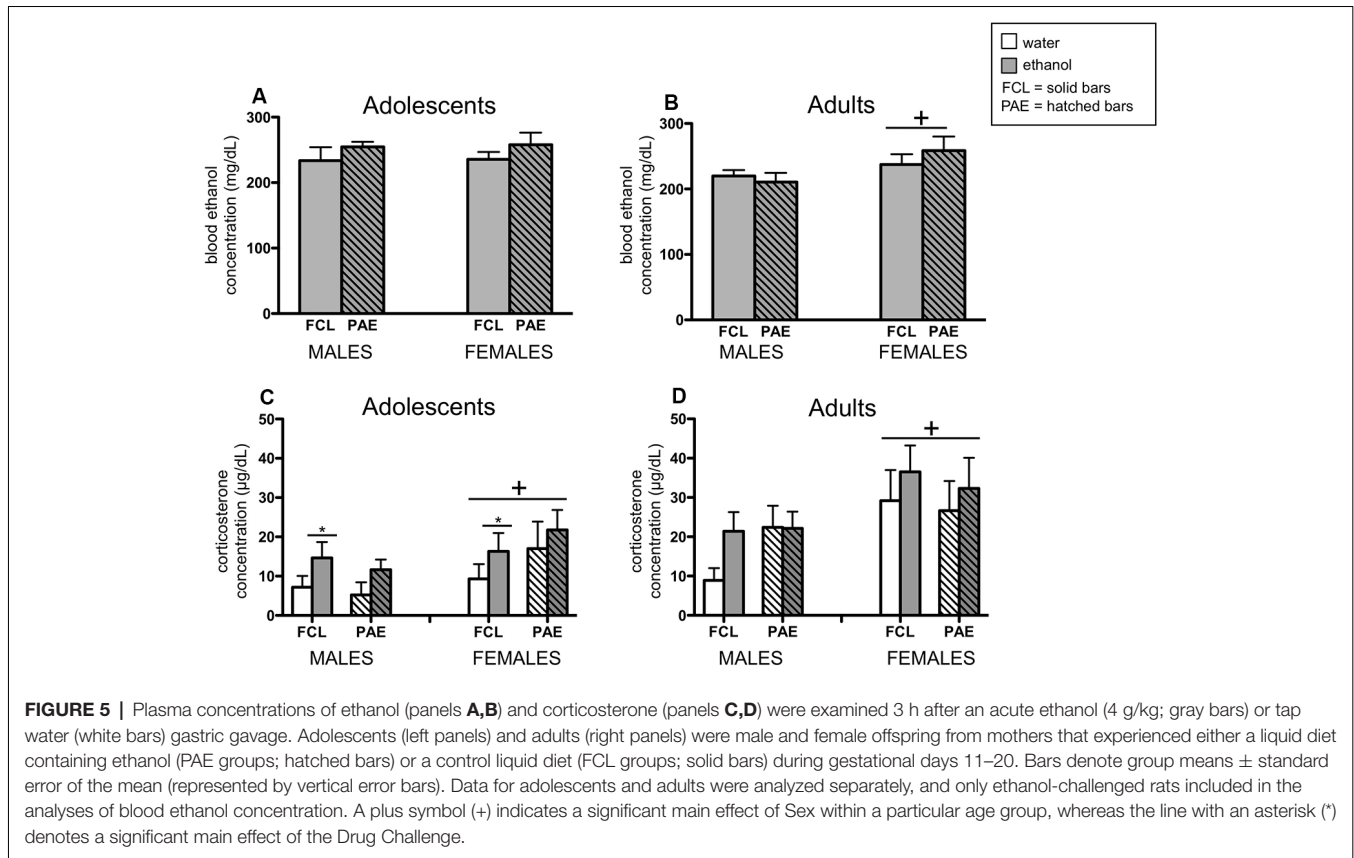 water
ethanol
FCL = solid bars
PAE = hatched bars
A
Adolescents
300
200
100
0
blood ethanol
concentration (mg/dL)
FCL PAE
FCL PAE
MALES
FEMALES
B
Adults
+
300
200
100
0
blood ethanol
concentration (mg/dL)
FCL PAE
FCL PAE
MALES
FEMALES
C
Adolescents
50
40
30
20
10
0
corticosterone
concentration (µg/dL)
*
*
+
FCL PAE
FCL PAE
MALES
FEMALES
D
Adults
50
40
30
20
10
0
corticosterone
concentration (µg/dL)
+
FCL PAE
FCL PAE
MALES
FEMALES
FIGURE 5 | Plasma concentrations of ethanol (panels A,B) and corticosterone (panels C,D) were examined 3 h after an acute ethanol (4 g/kg; gray bars) or tap
water (white bars) gastric gavage. Adolescents (left panels) and adults (right panels) were male and female offspring from mothers that experienced either a liquid diet
containing ethanol (PAE groups; hatched bars) or a control liquid diet (FCL groups; solid bars) during gestational days 11–20. Bars denote group means ± standard
error of the mean (represented by vertical error bars). Data for adolescents and adults were analyzed separately, and only ethanol-challenged rats included in the
analyses of blood ethanol concentration. A plus symbol (+) indicates a significant main effect of Sex within a particular age group, whereas the line with an asterisk (*)
denotes a significant main effect of the Drug Challenge.